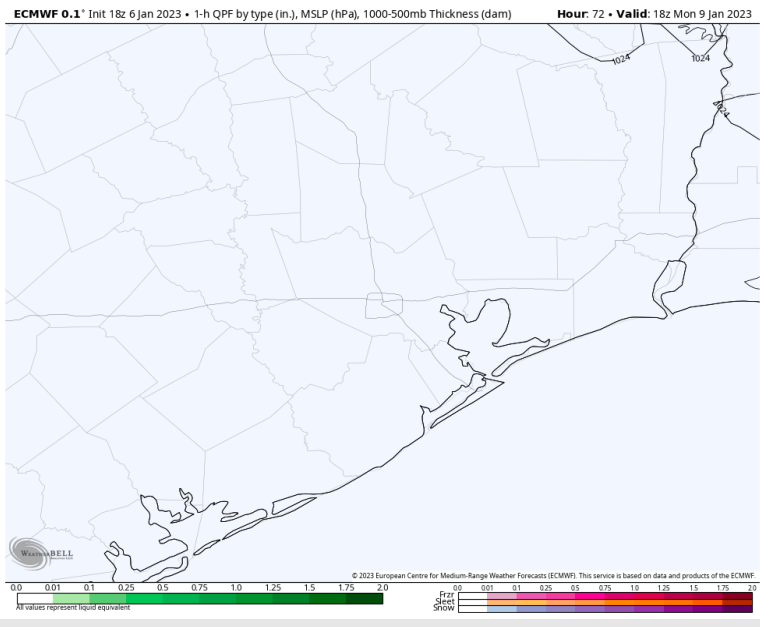 ECMWF 0.1° Init 18z 6 Jan 2023 • 1-h QPF by type (in.), MSLP (hPa), 1000-500mb Thickness (dam) Hour: 72 • Valid: 18z Mon 9 Jan 2023
1024
1024
1024
WEATHERBELL
© 2023 European Centre for Medium-Range Weather Forecasts (ECMWF). This service is based on data and products of the ECMWF.
0.0 0.01 0.1 0.25 0.5 0.75 1.0 1.25 1.5 1.75 2.0
All values represent liquid equivalent
0.0 0.01 0.1 0.25 0.5 0.75 1.0 1.25 1.5 1.75 2.0
Frzr
Sleet
Snow